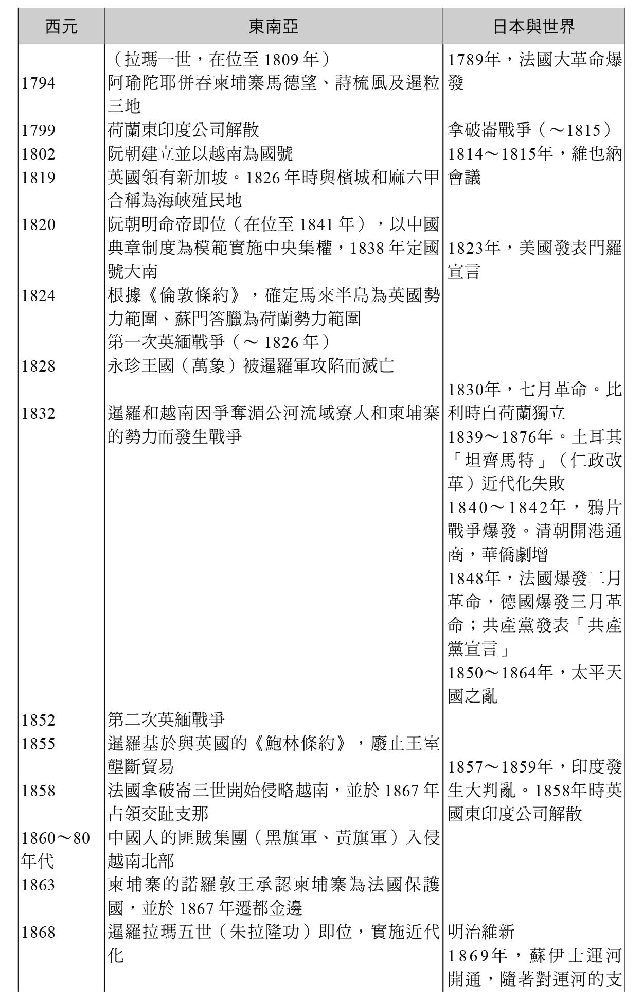 西元
東南亞
日本與世界
（拉瑪一世，在位至 1809 年）
1794
阿瑜陀耶併吞柬埔寨馬德望、詩梳風及暹粒
三地
1799
荷蘭東印度公司解散
1802
阮朝建立並以越南為國號
1819
英國領有新加坡。1826 年時與檳城和麻六甲
合稱為海峽殖民地
1820
阮朝明命帝即位（在位至 1841 年），以中國
典章制度為模範實施中央集權，1838 年定國
號大南
1824
根據《倫敦條約》，確定馬來半島為英國勢
力範圍、蘇門答臘為荷蘭勢力範圍
第一次英緬戰爭（～ 1826 年）
1828
永珍王國（萬象）被暹羅軍攻陷而滅亡
1832
暹羅和越南因爭奪湄公河流域寮人和柬埔寨
的勢力而發生戰爭
1852
第二次英緬戰爭
1855
暹羅基於與英國的《鮑林條約》，廢止王室
壟斷貿易
1858
法國拿破崙三世開始侵略越南，並於 1867 年
占領交趾支那
1860～80
年代
中國人的匪賊集團（黑旗軍、黃旗軍）入侵
越南北部
1863
柬埔寨的諾羅敦王承認柬埔寨為法國保護
國，並於 1867 年遷都金邊
1868
暹羅拉瑪五世（朱拉隆功）即位，實施近代
化
1789年，法國大革命爆
發
拿破崙戰爭（～1815）
1814～1815年，維也納
會議
1823年，美國發表門羅
宣言
1830年，七月革命。比
利時自荷蘭獨立
1839～1876年。土耳其
「坦齊馬特」（仁政改
革）近代化失敗
1840～1842年，鴉片
戰爭爆發。清朝開港通
商，華僑劇增
1848年，法國爆發二月
革命，德國爆發三月革
命；共產黨發表「共產
黨宣言」
1850～1864年，太平天
國之亂
1857～1859年，印度發
生大判亂。1858年時英
國東印度公司解散
明治維新
1869年，蘇伊士運河
開通，隨著對運河的支